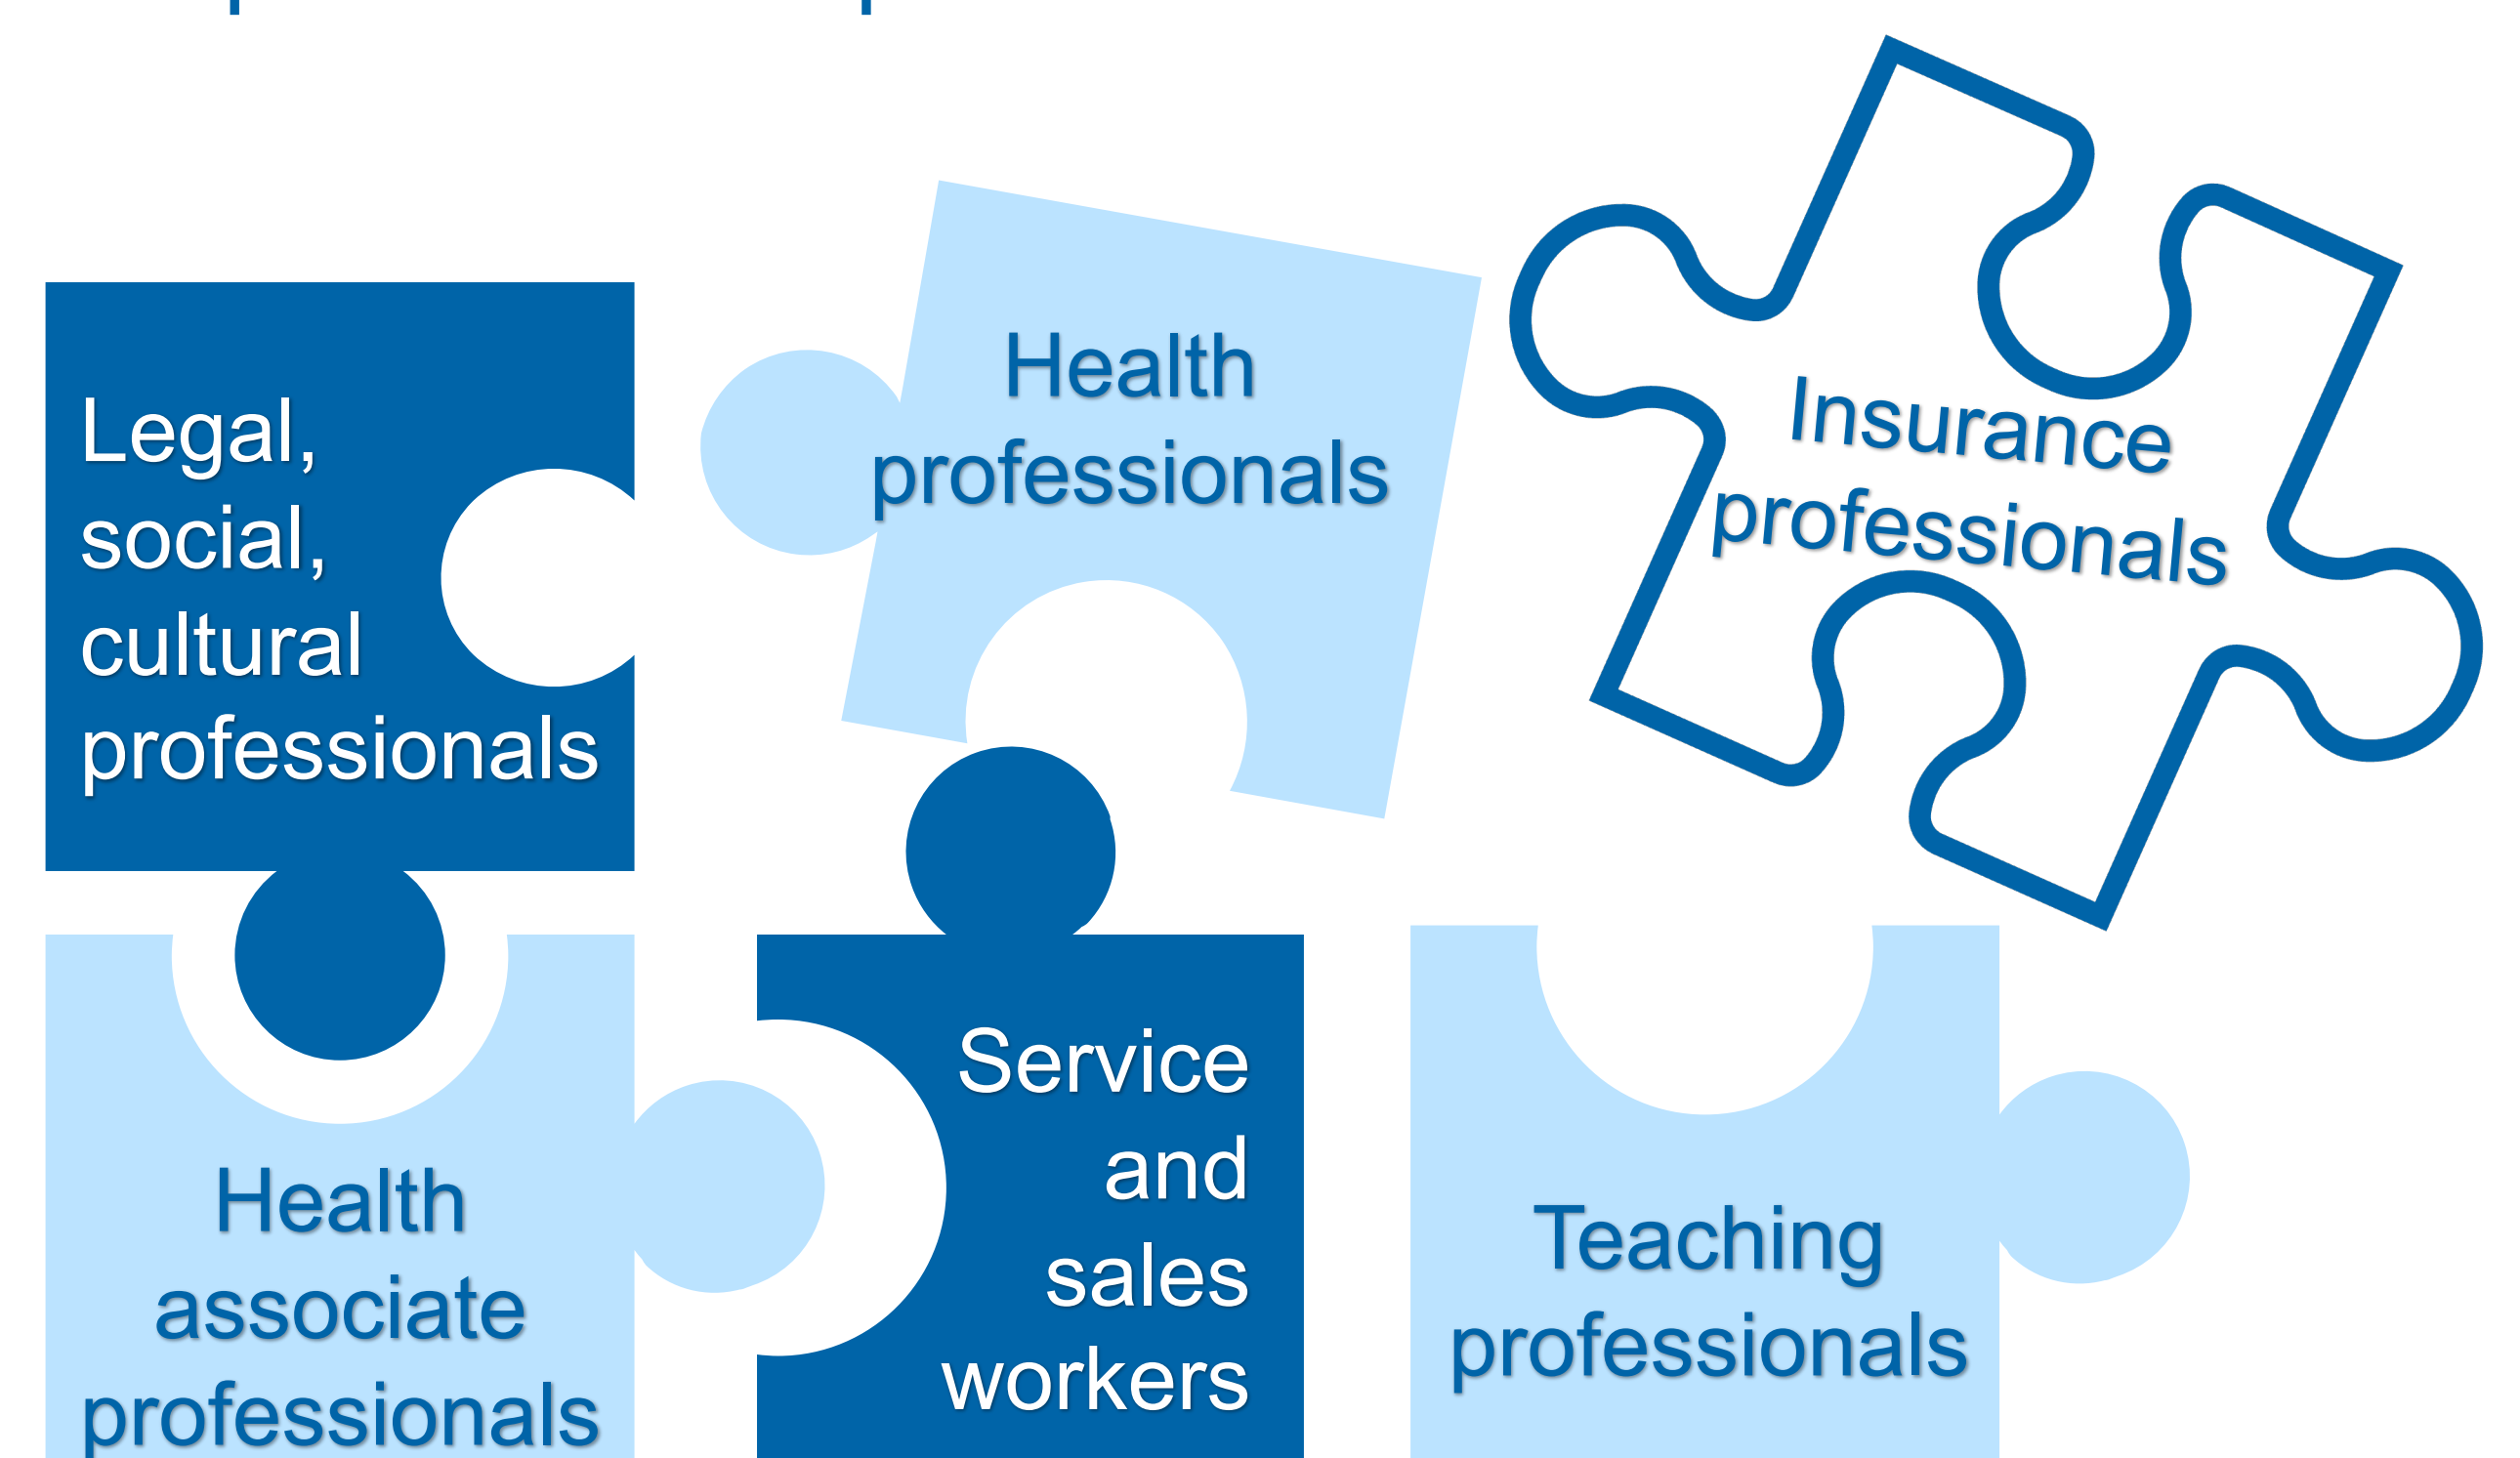 Legal,
social,
cultural
professionals
Health
professionals
Insurance
professionals
Health
associate
professionals
Service
and
sales
workers
Teaching
professionals